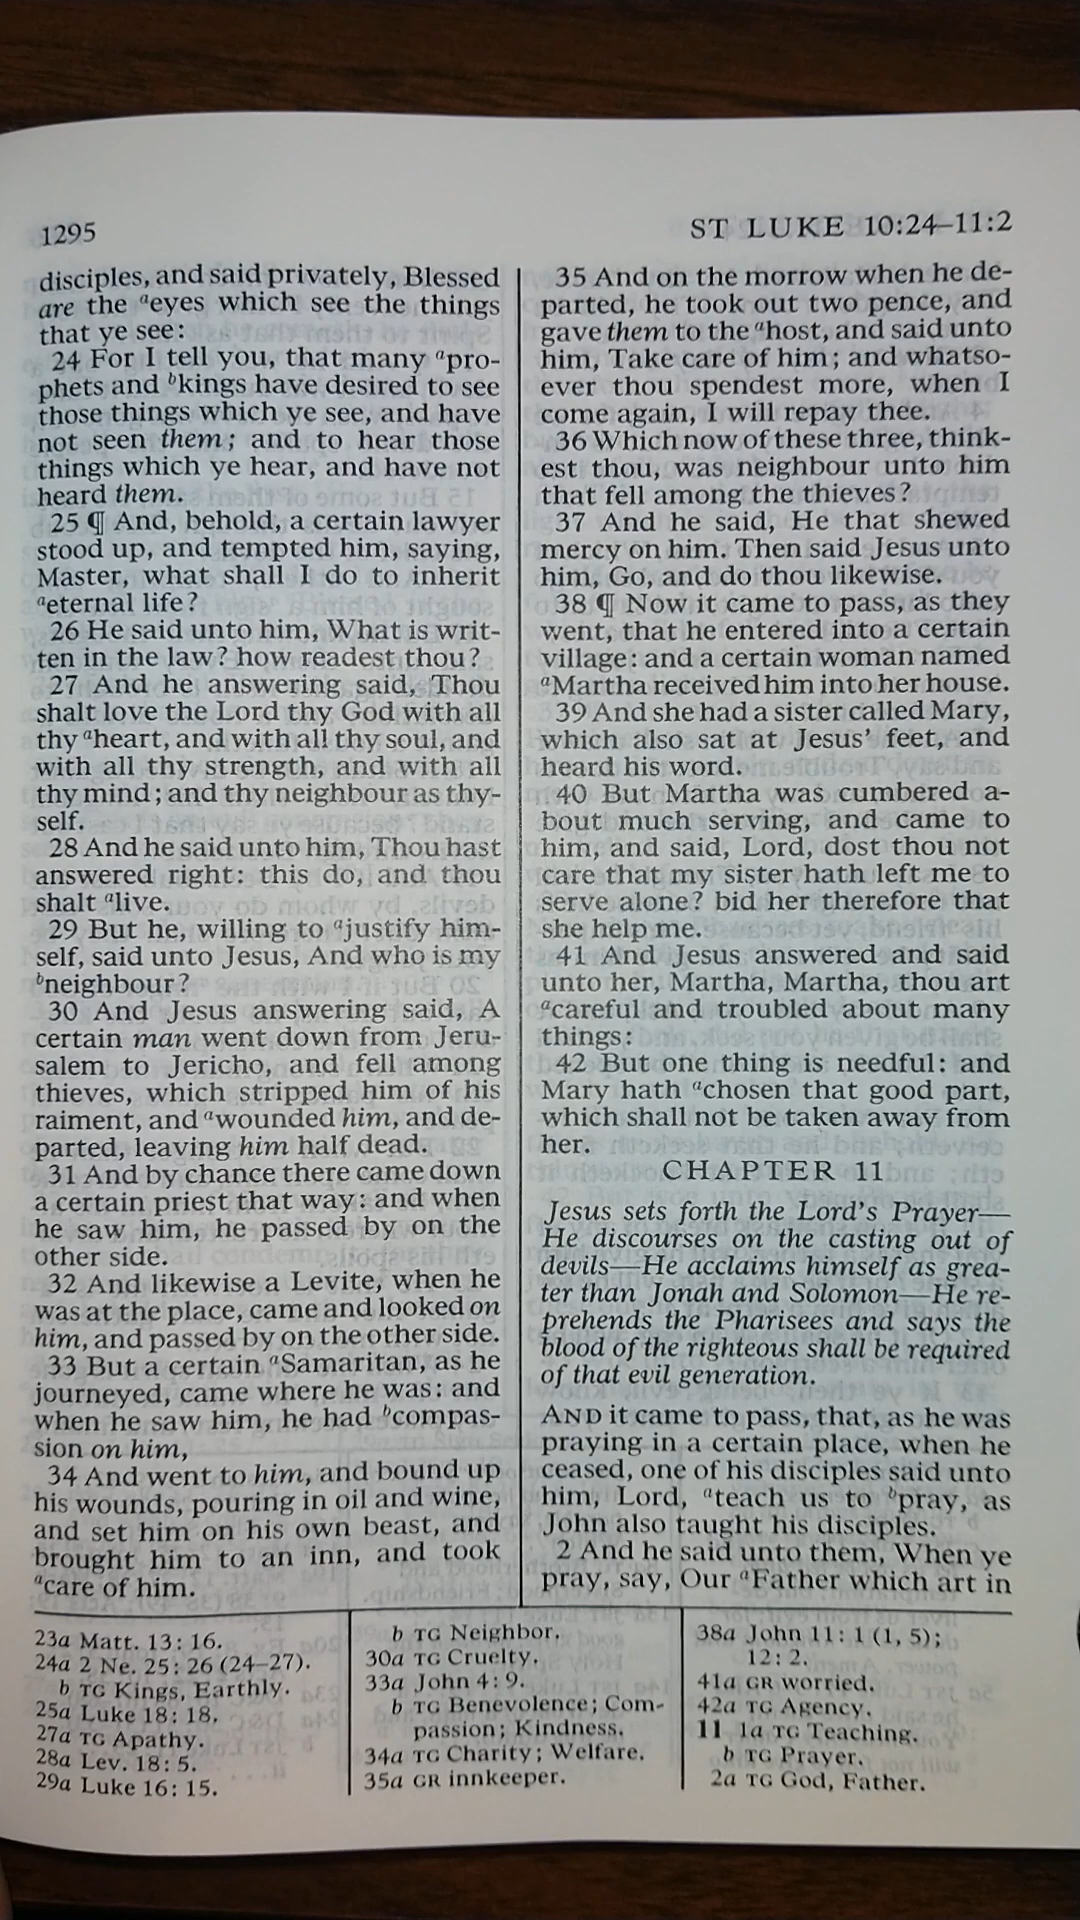 1295
ST LUKE 10:24–11:2
disciples, and said privately, Blessed
are the ᵃeyes which see the things
that ye see:
24 For I tell you, that many ᵃpro-
phets and ᵇkings have desired to see
those things which ye see, and have
not seen them; and to hear those
things which ye hear, and have not
heard them.
25 ¶ And, behold, a certain lawyer
stood up, and tempted him, saying,
Master, what shall I do to inherit
ᵃeternal life?
26 He said unto him, What is writ-
ten in the law? how readest thou?
27 And he answering said, Thou
shalt love the Lord thy God with all
thy ᵃheart, and with all thy soul, and
with all thy strength, and with all
thy mind; and thy neighbour as thy-
self.
28 And he said unto him, Thou hast
answered right: this do, and thou
shalt ᵃlive.
29 But he, willing to ᵃjustify him-
self, said unto Jesus, And who is my
ᵇneighbour?
30 And Jesus answering said, A
certain man went down from Jeru-
salem to Jericho, and fell among
thieves, which stripped him of his
raiment, and ᵃwounded him, and de-
parted, leaving him half dead.
31 And by chance there came down
a certain priest that way: and when
he saw him, he passed by on the
other side.
32 And likewise a Levite, when he
was at the place, came and looked on
him, and passed by on the other side.
33 But a certain ᵃSamaritan, as he
journeyed, came where he was: and
when he saw him, he had ᵇcompas-
sion on him,
34 And went to him, and bound up
his wounds, pouring in oil and wine,
and set him on his own beast, and
brought him to an inn, and took
ᵃcare of him.
35 And on the morrow when he de-
parted, he took out two pence, and
gave them to the ᵃhost, and said unto
him, Take care of him; and whatso-
ever thou spendest more, when I
come again, I will repay thee.
36 Which now of these three, think-
est thou, was neighbour unto him
that fell among the thieves?
37 And he said, He that shewed
mercy on him. Then said Jesus unto
him, Go, and do thou likewise.
38 ¶ Now it came to pass, as they
went, that he entered into a certain
village: and a certain woman named
ᵃMartha received him into her house.
39 And she had a sister called Mary,
which also sat at Jesus’ feet, and
heard his word.
40 But Martha was cumbered a-
bout much serving, and came to
him, and said, Lord, dost thou not
care that my sister hath left me to
serve alone? bid her therefore that
she help me.
41 And Jesus answered and said
unto her, Martha, Martha, thou art
ᵃcareful and troubled about many
things:
42 But one thing is needful: and
Mary hath ᵃchosen that good part,
which shall not be taken away from
her.
CHAPTER 11
Jesus sets forth the Lord’s Prayer—
He discourses on the casting out of
devils—He acclaims himself as grea-
ter than Jonah and Solomon—He re-
prehends the Pharisees and says the
blood of the righteous shall be required
of that evil generation.
AND it came to pass, that, as he was
praying in a certain place, when he
ceased, one of his disciples said unto
him, Lord, ᵃteach us to ᵇpray, as
John also taught his disciples.
2 And he said unto them, When ye
pray, say, Our ᵃFather which art in
23a Matt. 13: 16.
24a 2 Ne. 25: 26 (24–27).
b TG Kings, Earthly.
25a Luke 18: 18.
27a TG Apathy.
28a Lev. 18: 5.
29a Luke 16: 15.
b TG Neighbor.
30a TG Cruelty.
33a John 4: 9.
b TG Benevolence; Com-
passion; Kindness.
34a TG Charity; Welfare.
35a GR innkeeper.
38a John 11: 1 (1, 5);
12: 2.
41a GR worried.
42a TG Agency.
11 1a TG Teaching.
b TG Prayer.
2a TG God, Father.